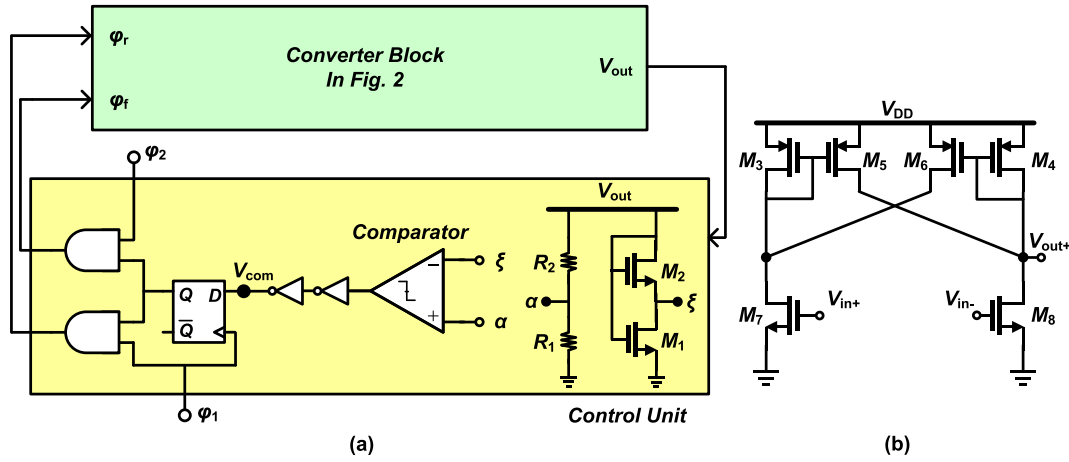 φr
φf
Converter Block
In Fig. 2
Vout
φ2
Vcom
Q
D
Q
Comparator
ξ
α
−
+
Vout
R2
R1
α
M2
M1
ξ
φ1
Control Unit
(a)
VDD
M3
M5
M6
M4
Vout+
Vin+
Vin-
M7
M8
(b)